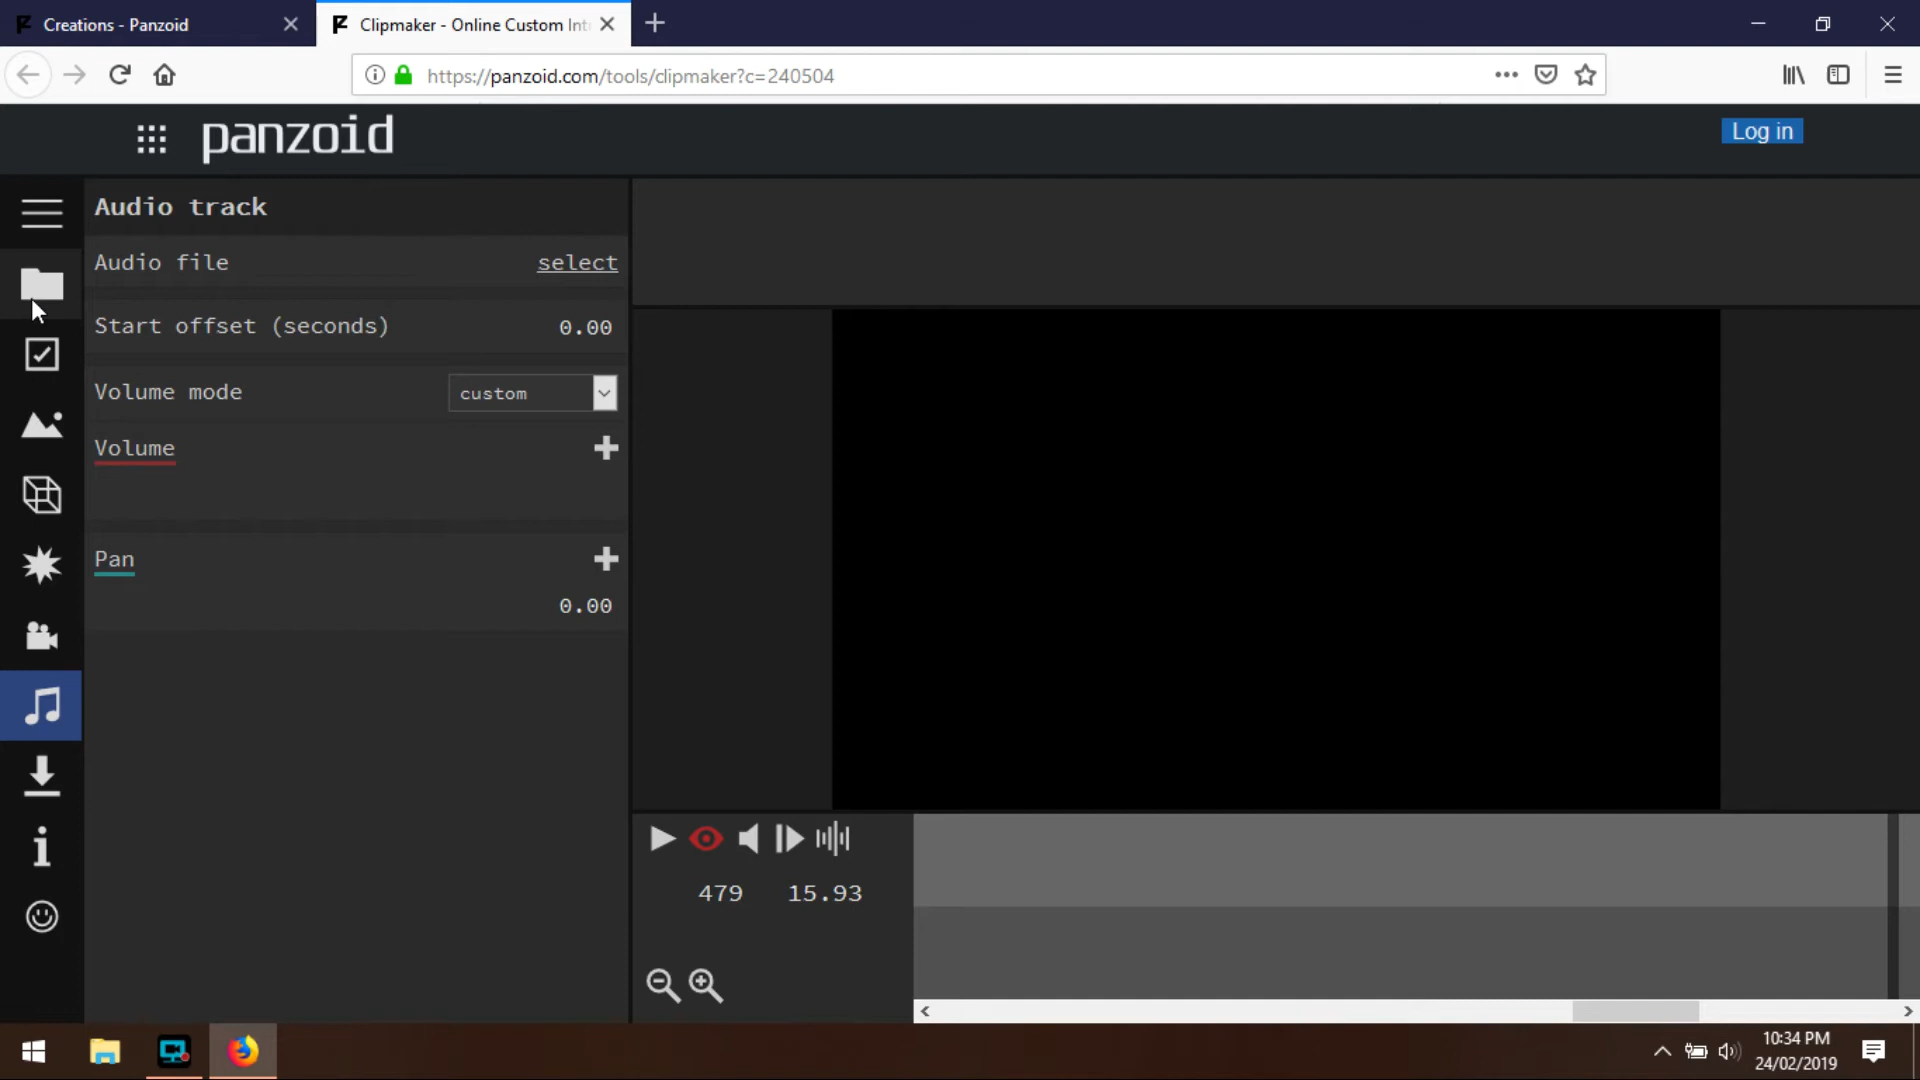 Creations - Panzoid
Clipmaker - Online Custom Int
https://panzoid.com/tools/clipmaker?c=240504
panzoid
Log in
Audio track
Audio file select
Start offset (seconds) 0.00
Volume mode custom
Volume
Pan
0.00
479 15.93
10:34 PM
24/02/2019